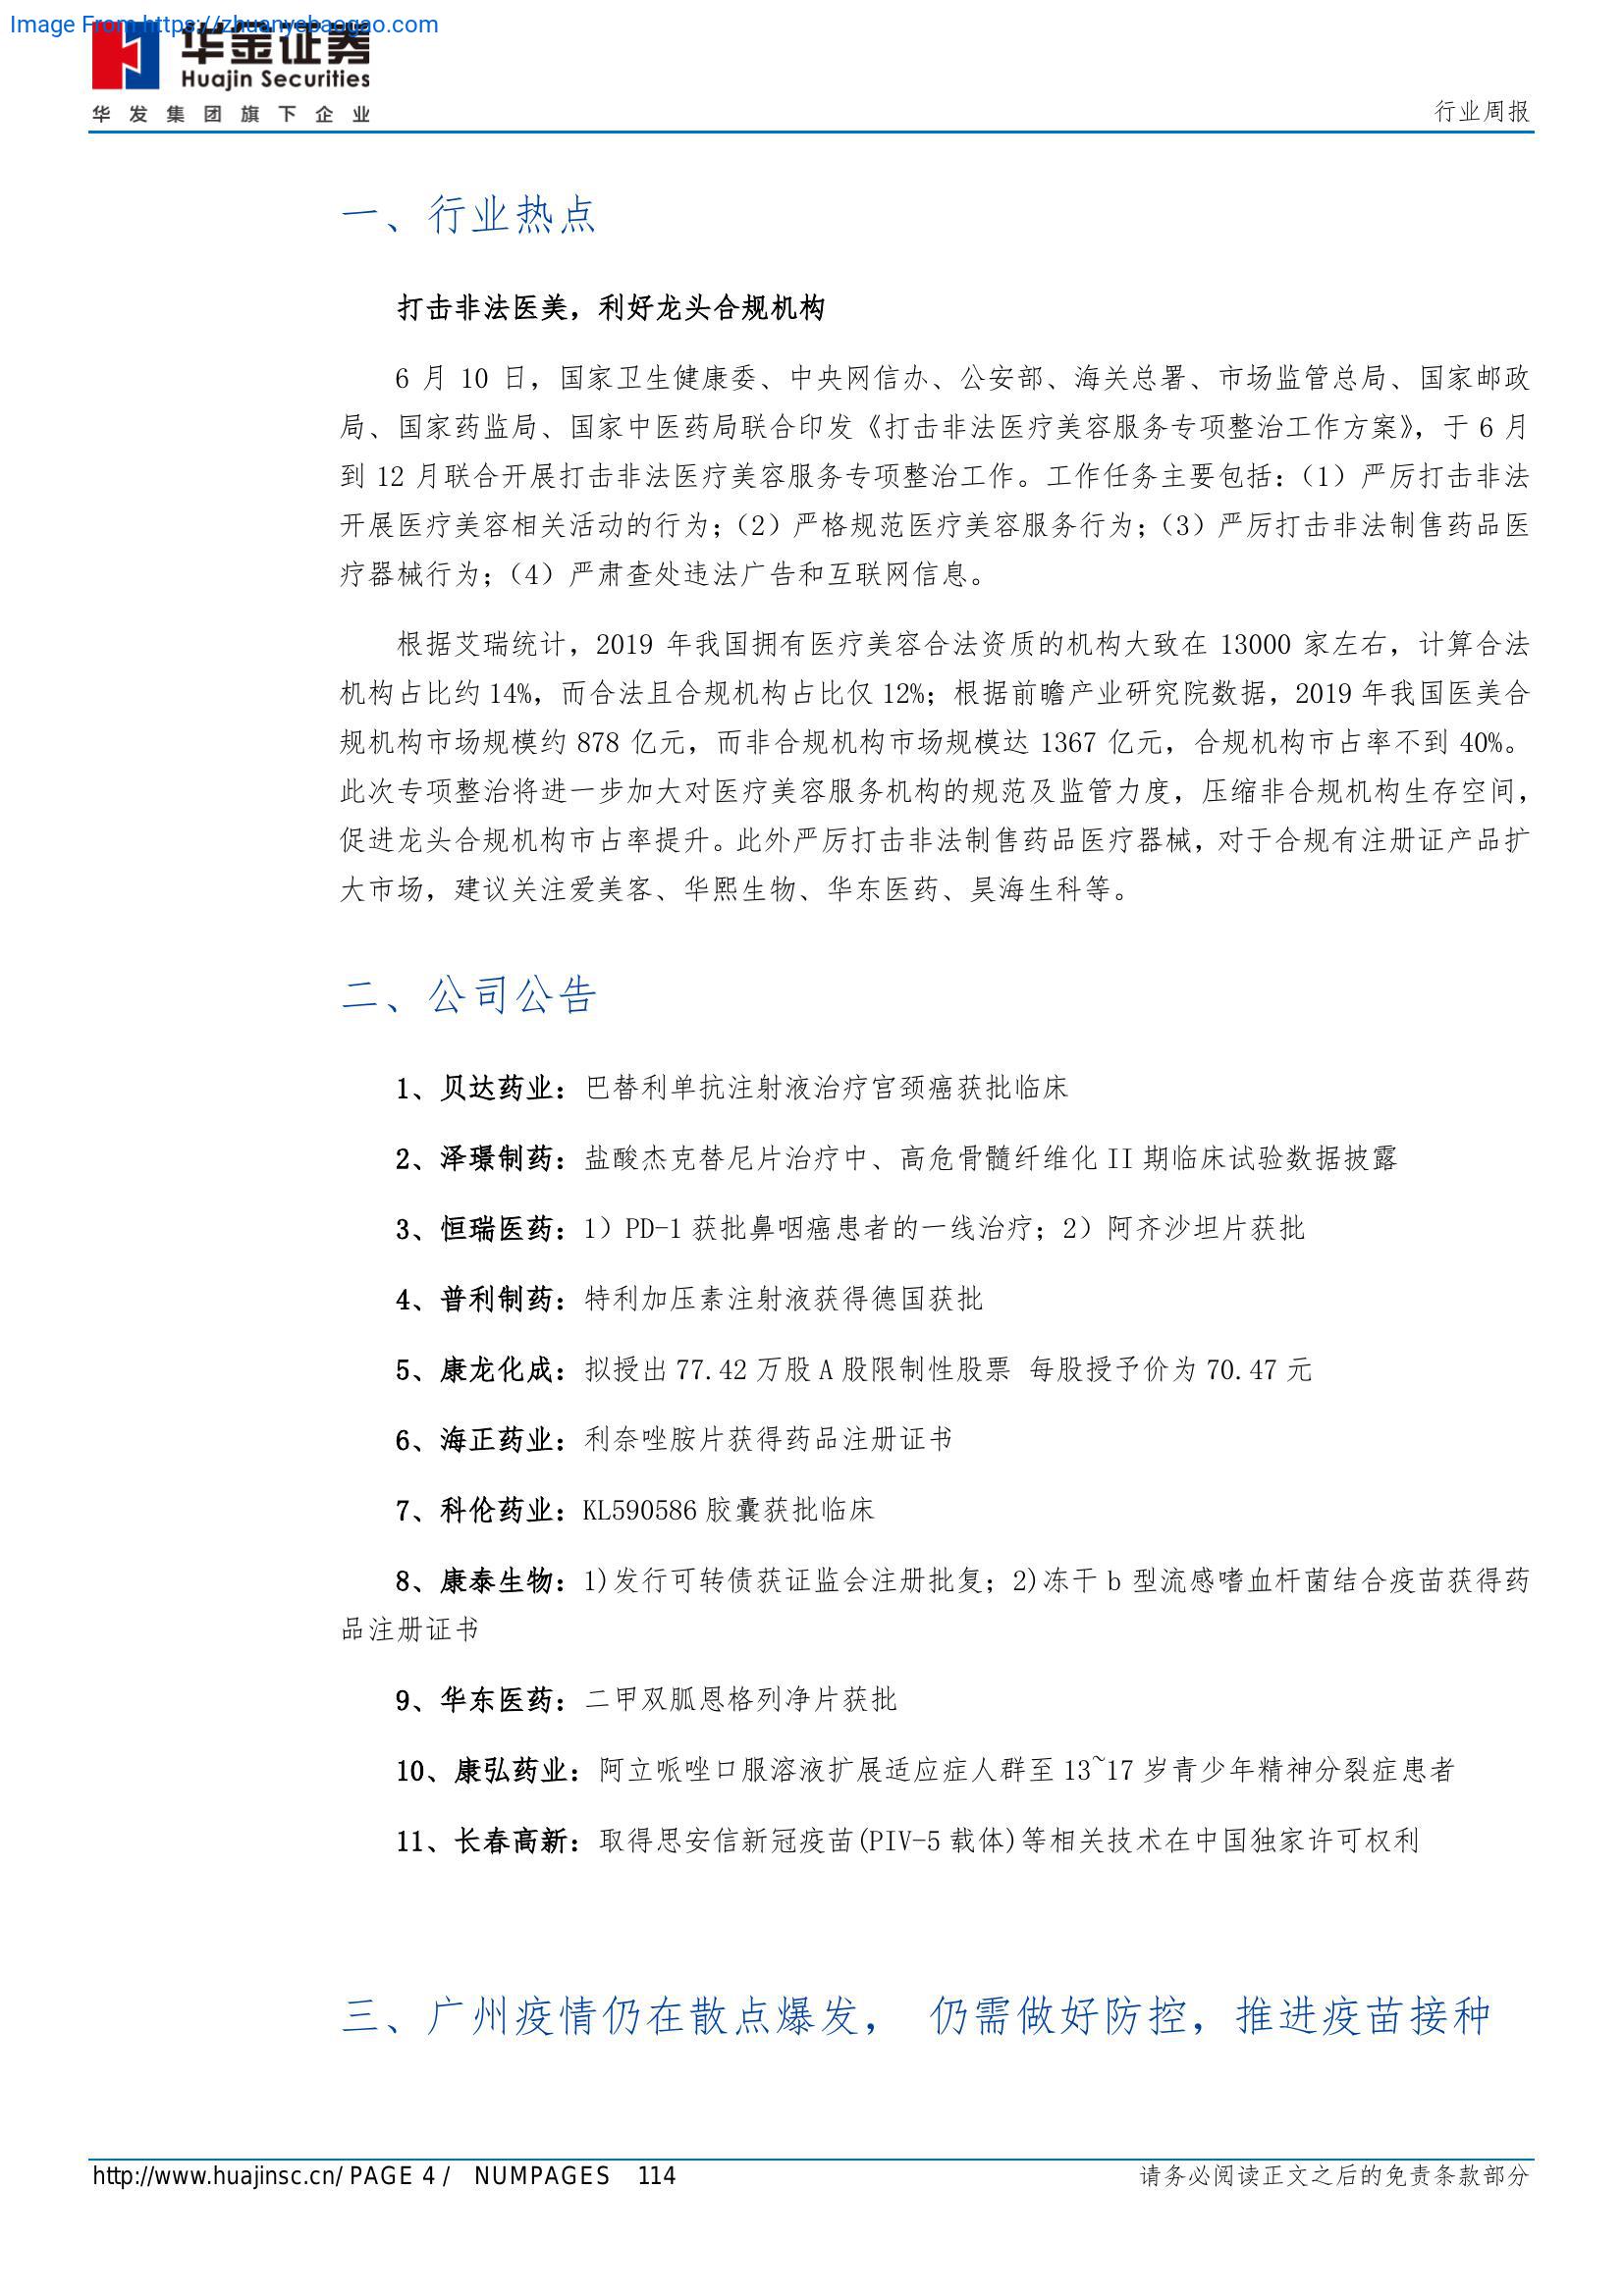 Image From https://zhuanyebaogao.com
华金证券
Huajin Securities
华发集团旗下企业
行业周报
一、行业热点
打击非法医美，利好龙头合规机构
6 月 10 日，国家卫生健康委、中央网信办、公安部、海关总署、市场监管总局、国家邮政
局、国家药监局、国家中医药局联合印发《打击非法医疗美容服务专项整治工作方案》，于 6 月
到 12 月联合开展打击非法医疗美容服务专项整治工作。工作任务主要包括：（1）严厉打击非法
开展医疗美容相关活动的行为；（2）严格规范医疗美容服务行为；（3）严厉打击非法制售药品医
疗器械行为；（4）严肃查处违法广告和互联网信息。
根据艾瑞统计，2019 年我国拥有医疗美容合法资质的机构大致在 13000 家左右，计算合法
机构占比约 14%，而合法且合规机构占比仅 12%；根据前瞻产业研究院数据，2019 年我国医美合
规机构市场规模约 878 亿元，而非合规机构市场规模达 1367 亿元，合规机构市占率不到 40%。
此次专项整治将进一步加大对医疗美容服务机构的规范及监管力度，压缩非合规机构生存空间，
促进龙头合规机构市占率提升。此外严厉打击非法制售药品医疗器械，对于合规有注册证产品扩
大市场，建议关注爱美客、华熙生物、华东医药、昊海生科等。
二、公司公告
1、贝达药业：巴替利单抗注射液治疗宫颈癌获批临床
2、泽璟制药：盐酸杰克替尼片治疗中、高危骨髓纤维化 II 期临床试验数据披露
3、恒瑞医药：1）PD-1 获批鼻咽癌患者的一线治疗；2）阿齐沙坦片获批
4、普利制药：特利加压素注射液获得德国获批
5、康龙化成：拟授出 77.42 万股 A 股限制性股票 每股授予价为 70.47 元
6、海正药业：利奈唑胺片获得药品注册证书
7、科伦药业：KL590586 胶囊获批临床
8、康泰生物：1)发行可转债获证监会注册批复；2)冻干 b 型流感嗜血杆菌结合疫苗获得药
品注册证书
9、华东医药：二甲双胍恩格列净片获批
10、康弘药业：阿立哌唑口服溶液扩展适应症人群至 13~17 岁青少年精神分裂症患者
11、长春高新：取得思安信新冠疫苗(PIV-5 载体)等相关技术在中国独家许可权利
三、广州疫情仍在散点爆发， 仍需做好防控，推进疫苗接种
http://www.huajinsc.cn/ PAGE 4 / NUMPAGES 114
请务必阅读正文之后的免责条款部分